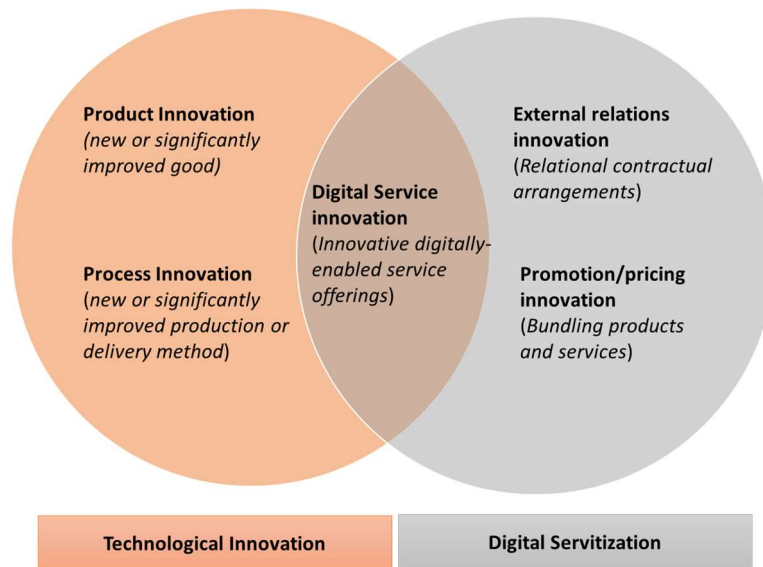 Product Innovation
(new or significantly
improved good)
Process Innovation
(new or significantly
improved production or
delivery method)
Digital Service
innovation
(Innovative digitally-
enabled service
offerings)
External relations
innovation
(Relational contractual
arrangements)
Promotion/pricing
innovation
(Bundling products
and services)
Technological Innovation
Digital Servitization